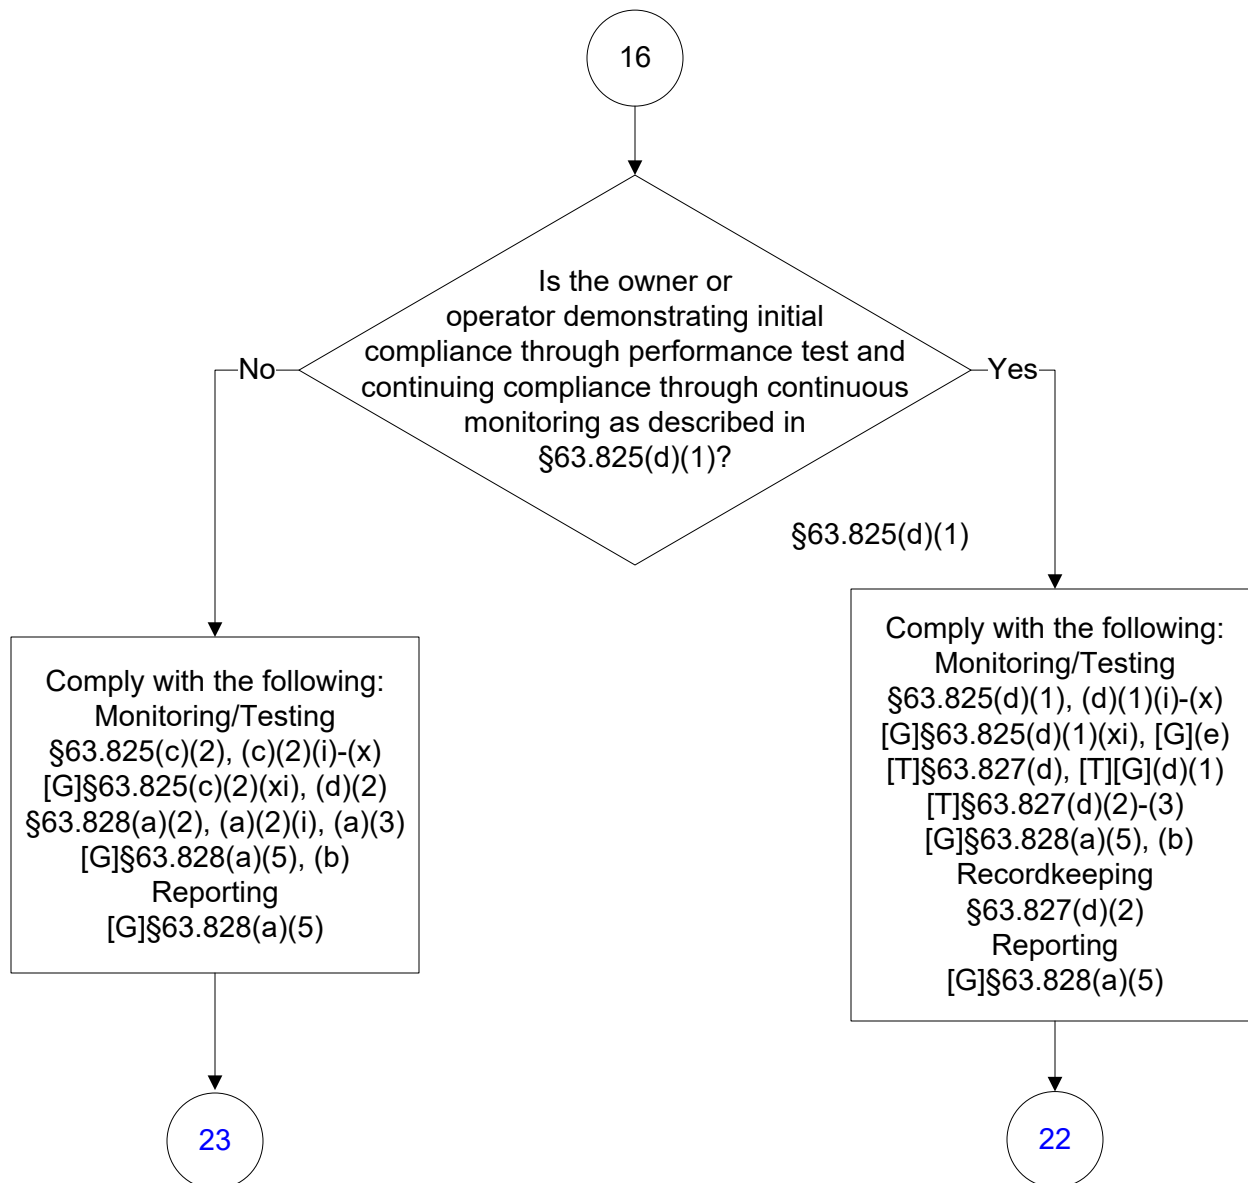 16
Is the owner or
operator demonstrating initial
compliance through performance test and
continuing compliance through continuous
monitoring as described in
§63.825(d)(1)?
No
Yes
§63.825(d)(1)
Comply with the following:
Monitoring/Testing
§63.825(c)(2), (c)(2)(i)-(x)
[G]§63.825(c)(2)(xi), (d)(2)
§63.828(a)(2), (a)(2)(i), (a)(3)
[G]§63.828(a)(5), (b)
Reporting
[G]§63.828(a)(5)
Comply with the following:
Monitoring/Testing
§63.825(d)(1), (d)(1)(i)-(x)
[G]§63.825(d)(1)(xi), [G](e)
[T]§63.827(d), [T][G](d)(1)
[T]§63.827(d)(2)-(3)
[G]§63.828(a)(5), (b)
Recordkeeping
§63.827(d)(2)
Reporting
[G]§63.828(a)(5)
23
22